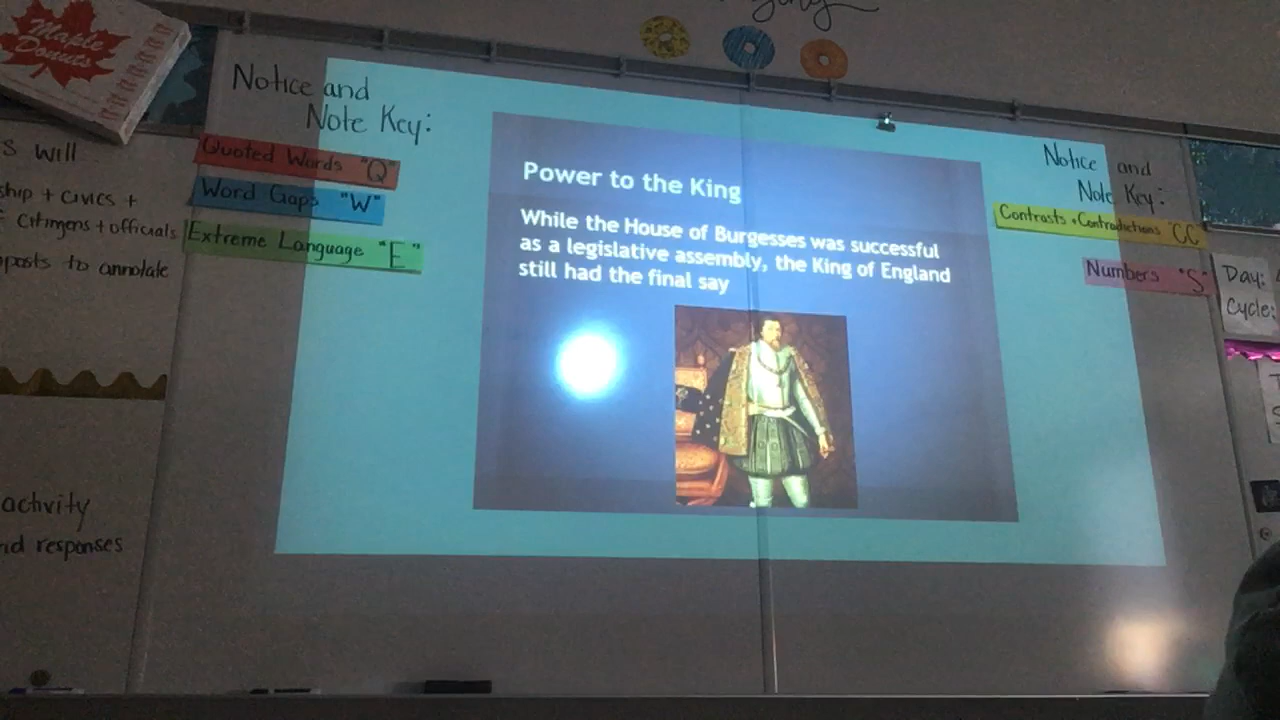 Maple
Donuts
s will
ship + civics +
citizens + officials
posts to annotate
activity
nd responses
Notice and
Note Key:
Quoted Words "Q"
Word Gaps "W"
Extreme Language "E"
Power to the King
While the House of Burgesses was successful
as a legislative assembly, the King of England
still had the final say
Notice and
Note Key:
Contrasts + Contradictions "CC"
Numbers "S"
Day:
Cycle: